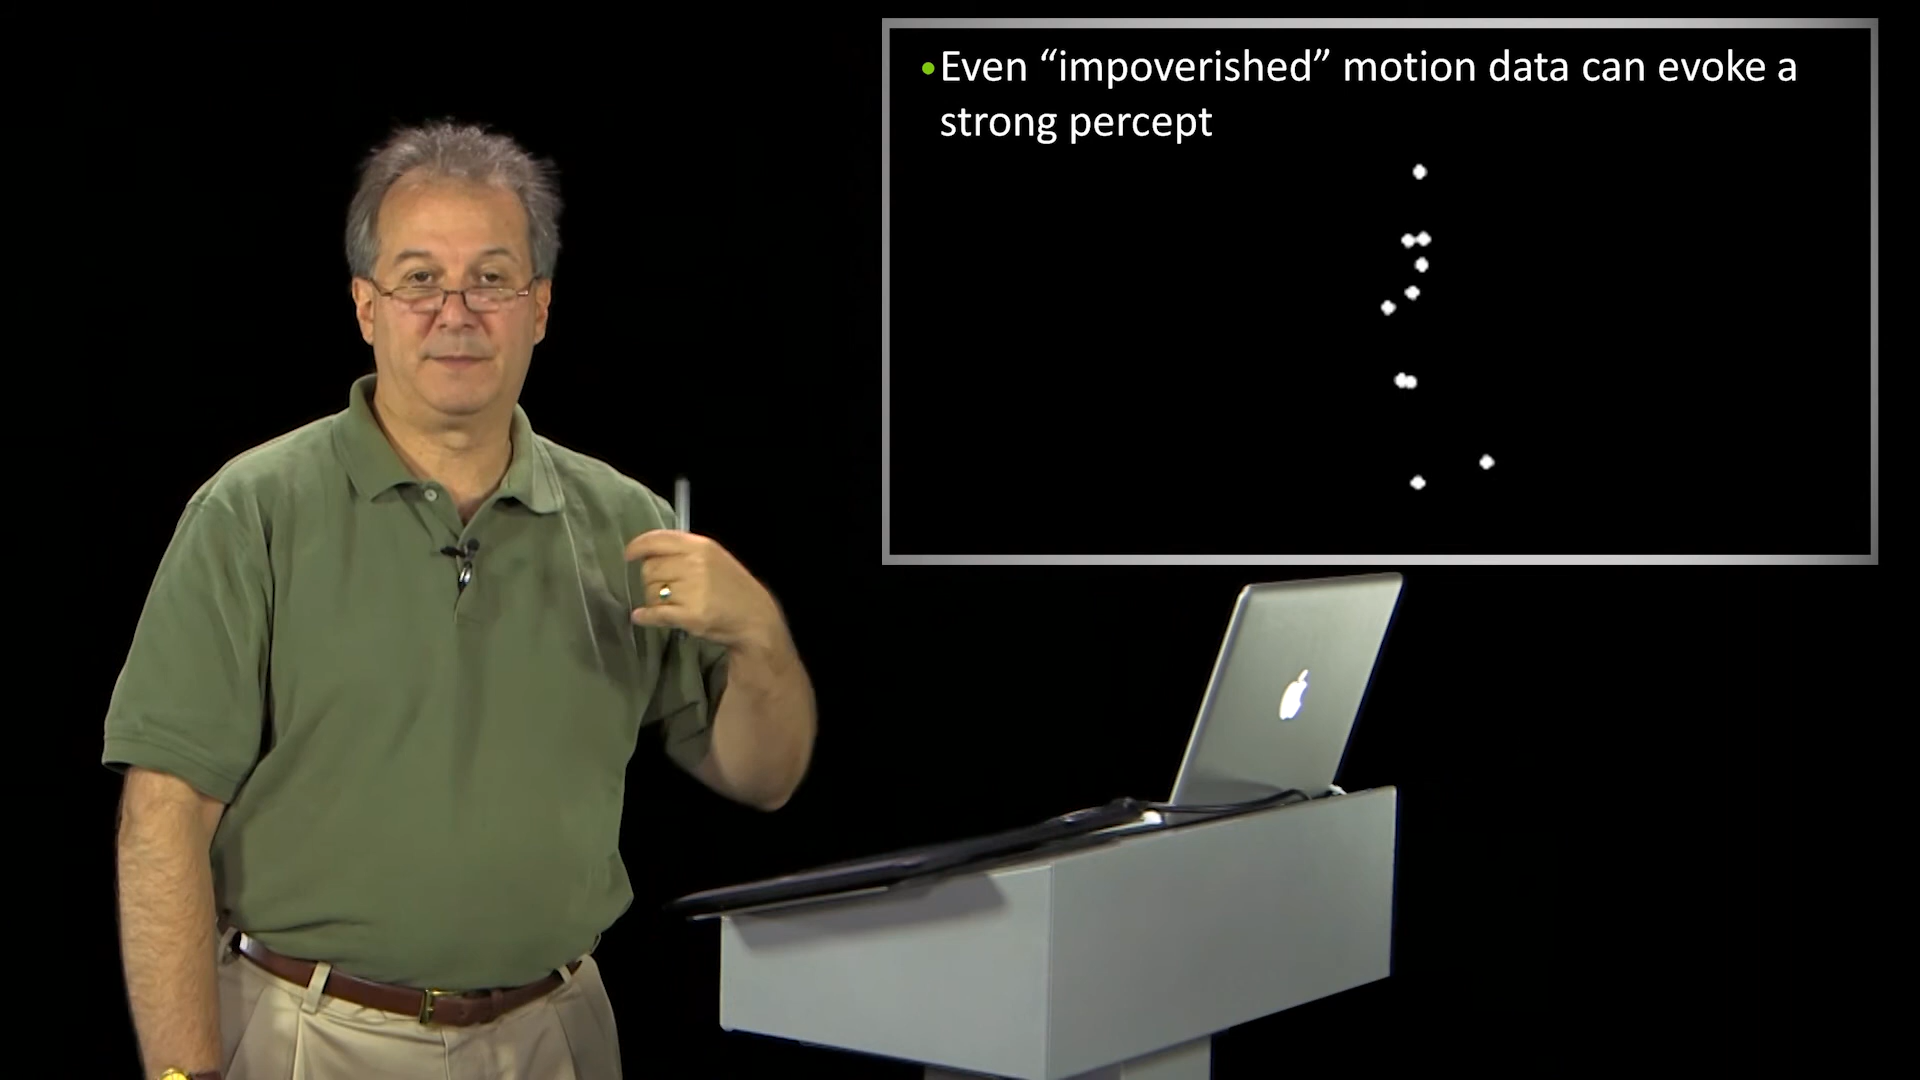 •Even “impoverished” motion data can evoke a
strong percept